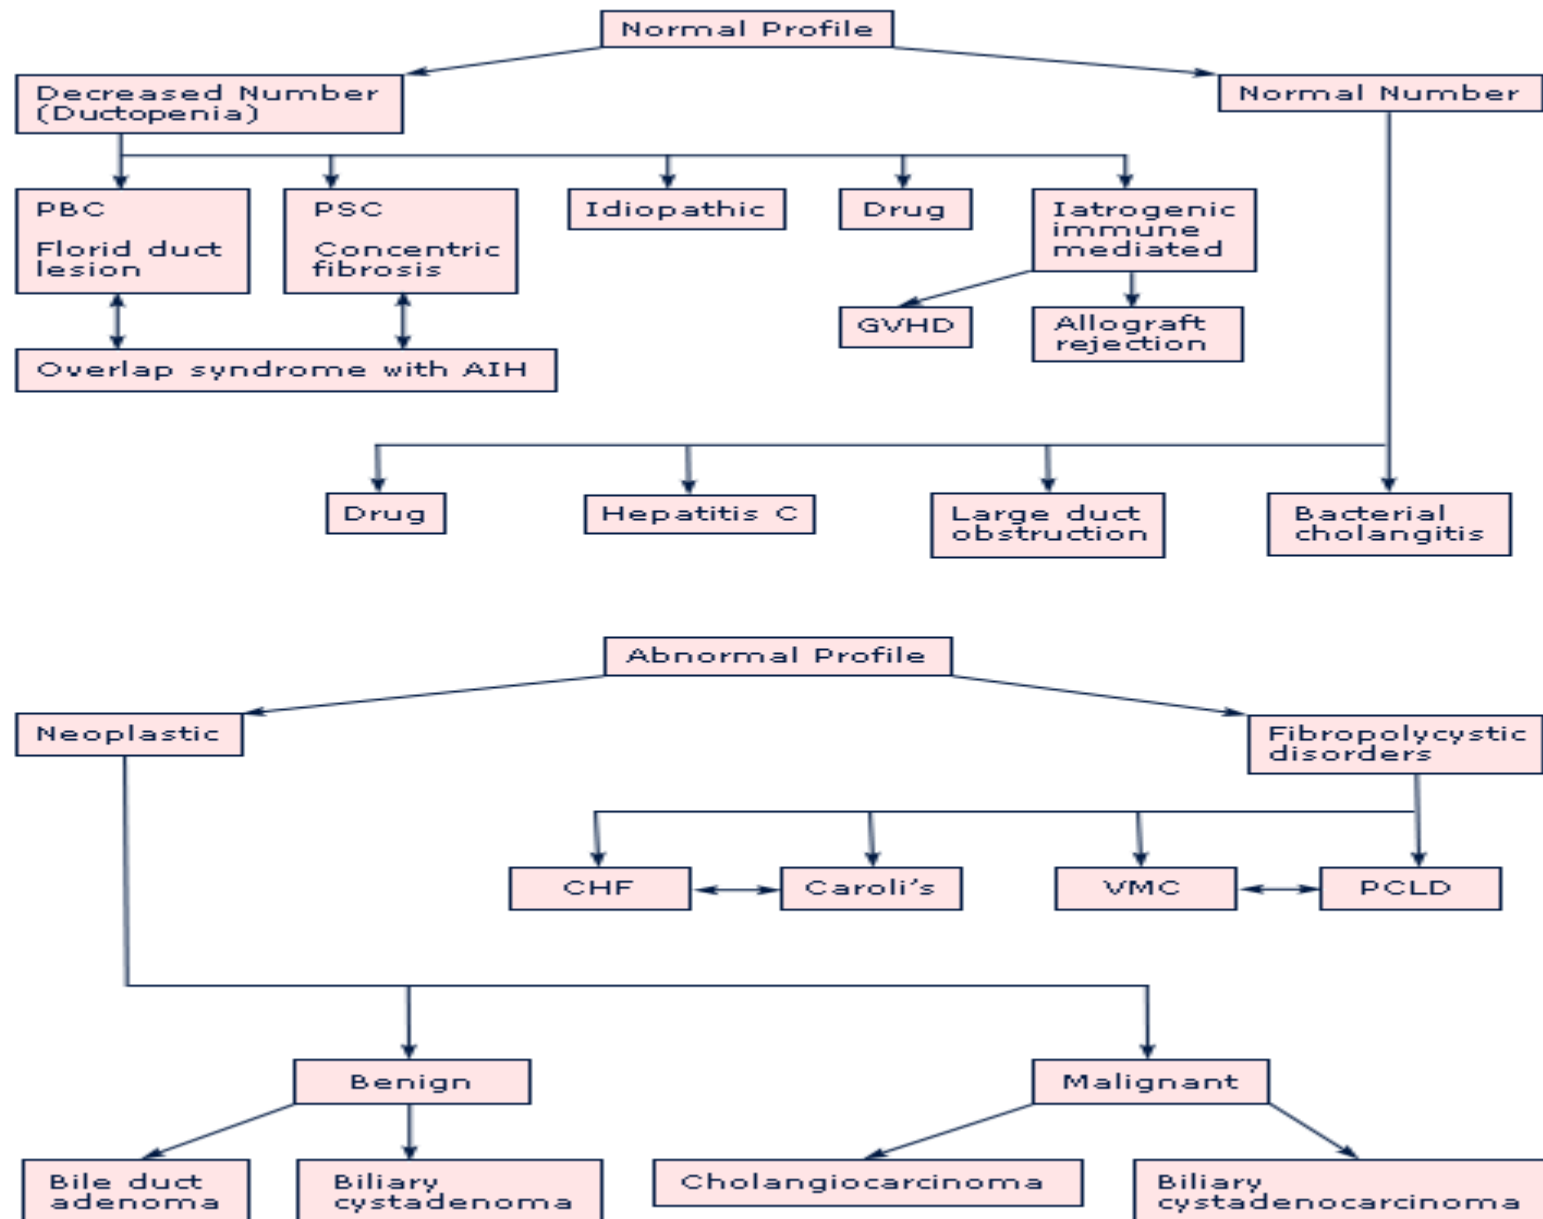 Normal Profile
Decreased Number
(Ductopenia)
Normal Number
PBC
Florid duct
lesion
PSC
Concentric
fibrosis
Idiopathic
Drug
Iatrogenic
immune
mediated
GVHD
Allograft
rejection
Overlap syndrome with AIH
Drug
Hepatitis C
Large duct
obstruction
Bacterial
cholangitis
Abnormal Profile
Neoplastic
Fibropolycystic
disorders
CHF
Caroli's
VMC
PCLD
Benign
Malignant
Bile duct
adenoma
Biliary
cystadenoma
Cholangiocarcinoma
Biliary
cystadenocarcinoma